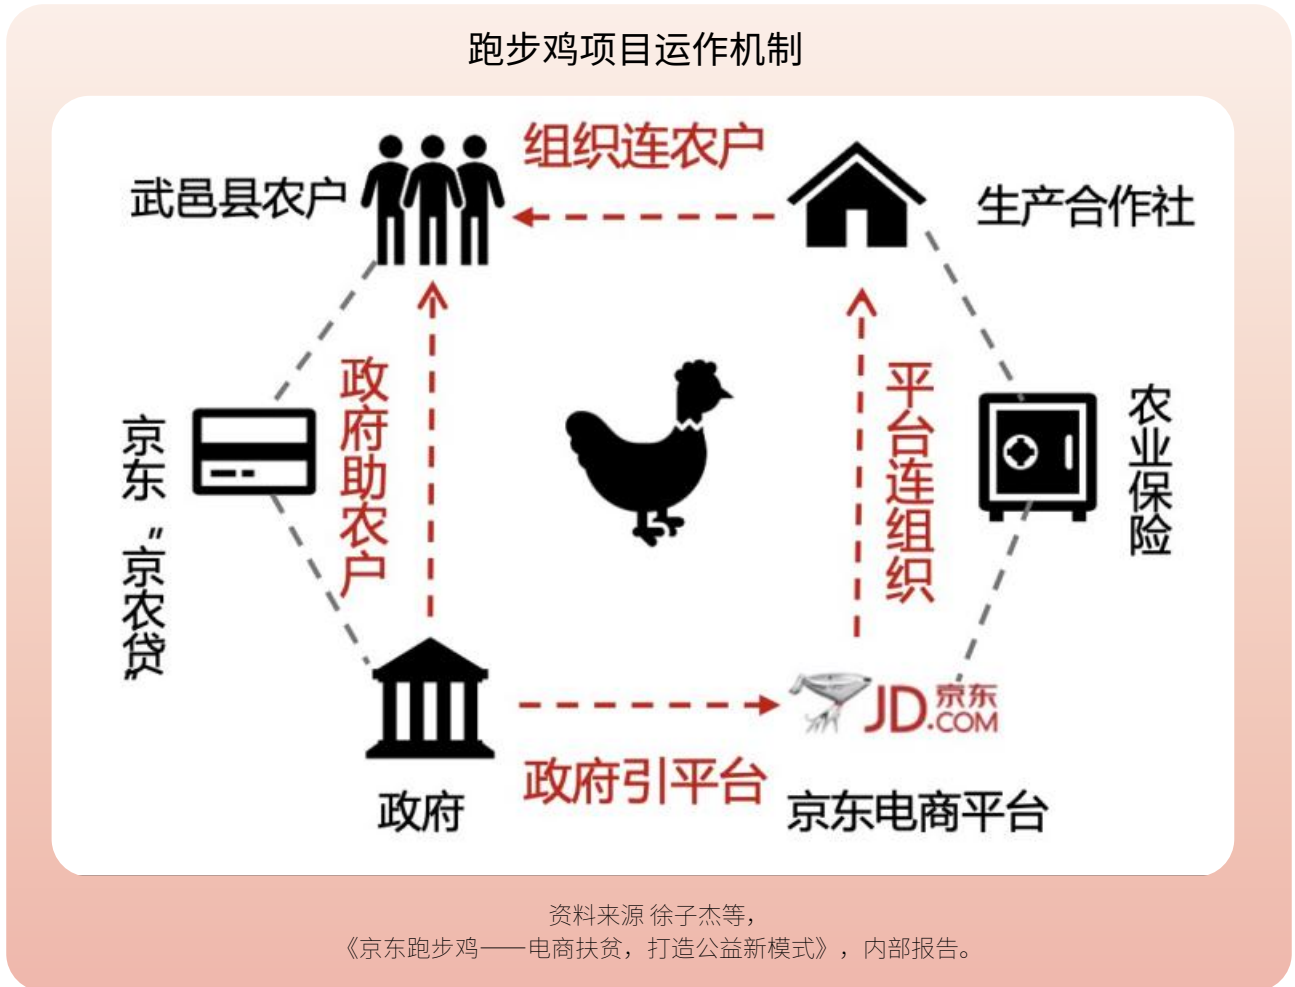 跑步鸡项目运作机制
组织连农户
武邑县农户
生产合作社
政府助农户
平台连组织
京东“京农贷”
农业保险
JD.COM 京东
政府引平台
政府
京东电商平台
资料来源 徐子杰等，
《京东跑步鸡——电商扶贫，打造公益新模式》，内部报告。